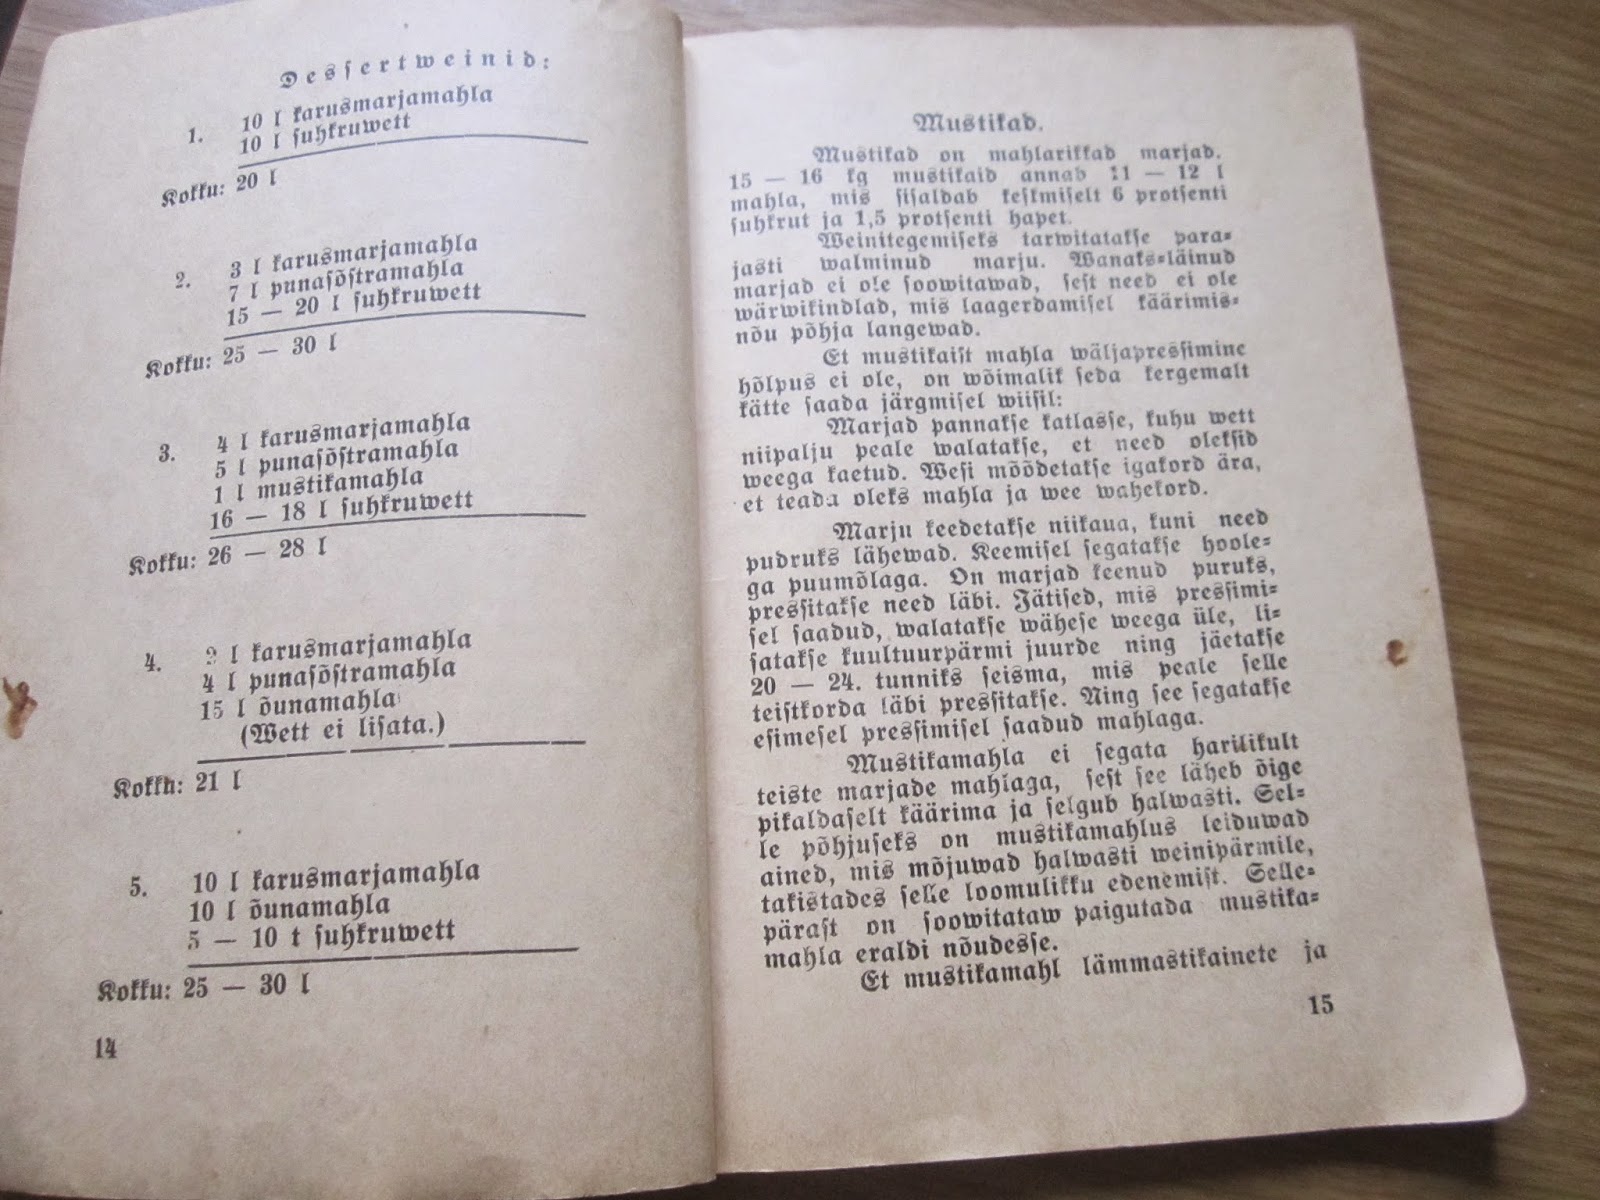 Dessertweinid:
1. 10 l karusmarjamahla
10 l suhkruwett
Kokku: 20 l
2. 3 l karusmarjamahla
7 l punasõstramahla
15 — 20 l suhkruwett
Kokku: 25 — 30 l
3. 4 l karusmarjamahla
5 l punasõstramahla
1 l mustikamahla
16 — 18 l suhkruwett
Kokku: 26 — 28 l
4. 2 l karusmarjamahla
4 l punasõstramahla
15 l õunamahla
(Wett ei lisata.)
Kokku: 21 l
5. 10 l karusmarjamahla
10 l õunamahla
5 — 10 t suhkruwett
Kokku: 25 — 30 l
14
Mustikad.
Mustikad on mahlarikkad marjad.
15 — 16 kg mustikaid annab 11 — 12 l
mahla, mis sisaldab keskmiselt 6 protsenti
suhkrut ja 1,5 protsenti hapet.
Weinitegemiseks tarwitatakse para-
jasti walminud marju. Wanaks-läinud
marjad ei ole soowitawad, sest need ei ole
wärwikindlad, mis laagerdamisel käärimis-
nõu põhja langewad.
Et mustikaist mahla wäljapressimine
hõlpus ei ole, on wõimalik seda kergemalt
kätte saada järgmisel wiisil:
Marjad pannakse katlasse, kuhu wett
niipalju peale walatakse, et need oleksid
weega kaetud. Wesi mõõdetakse igakord ära,
et teada oleks mahla ja wee wahekord.
Marju keedetakse niikaua, kuni need
pudruks lähewad. Keemisel segatakse hoole-
ga puumõlaga. On marjad keenud puruks,
pressitakse need läbi. Jätised, mis pressimi-
sel saadud, walatakse wähese weega üle, li-
satakse kuultuurpärmi juurde ning jäetakse
20 — 24. tunniks seisma, mis peale selle
teistkorda läbi pressitakse. Ning see segatakse
esimesel pressimisel saadud mahlaga.
Mustikamahla ei segata harilikult
teiste marjade mahlaga, sest see läheb õige
pikaldaselt käärima ja selgub halwasti. Sel-
le põhjuseks on mustikamahlus leiduwad
ained, mis mõjuwad halwasti weinipärmile,
takistades selle loomulikku edenemist. Selle-
pärast on soowitataw paigutada mustika-
mahla eraldi nõudesse.
Et mustikamahl lämmastikainete ja
15